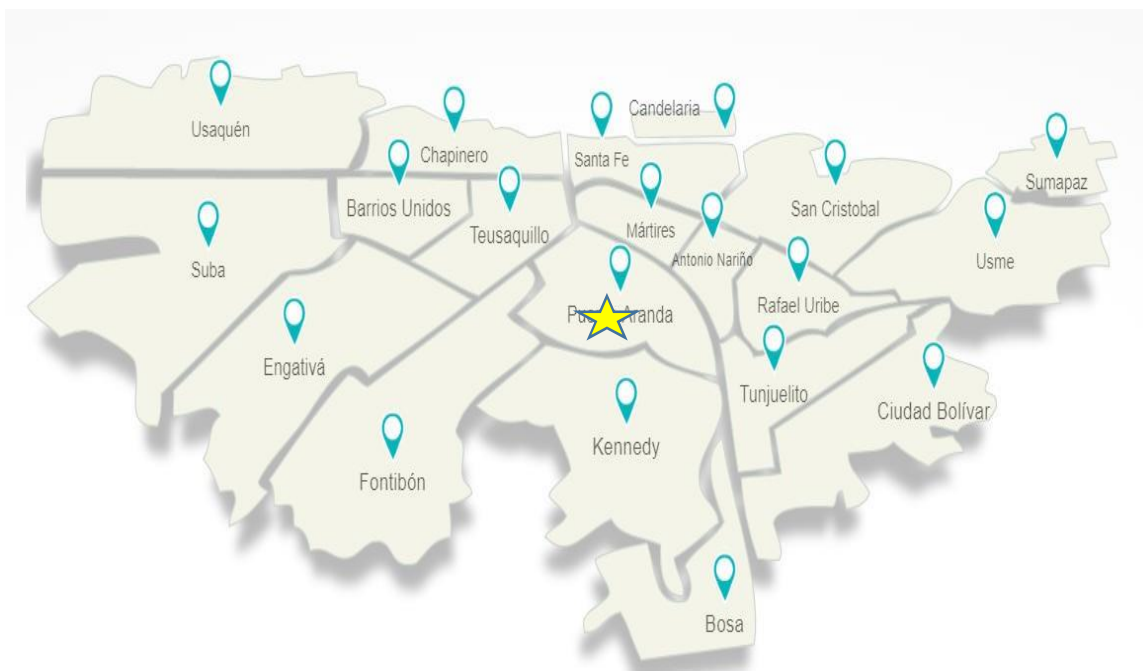 Candelaria
Usaquén
Chapinero
Santa Fe
Sumapaz
Barrios Unidos
San Cristobal
Mártires
Teusaquillo
Antonio Nariño
Suba
Usme
Rafael Uribe
Aranda
Engativá
Tunjuelito
Ciudad Bolívar
Kennedy
Fontibón
Bosa